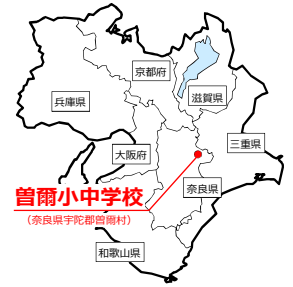 京都府
兵庫県
滋賀県
大阪府
三重県
曽爾小中学校
奈良県
（奈良県宇陀郡曽爾村）
和歌山県